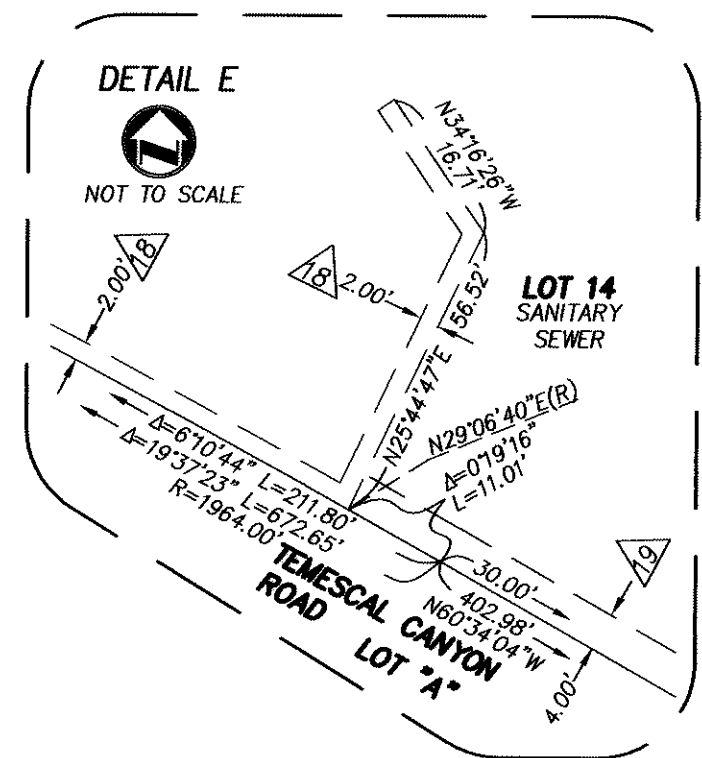 DETAIL E
NOT TO SCALE
N34°16'26"W
16.71'
18
2.00'
18
2.00'
56.52'
N25°44'47"E
LOT 14
SANITARY
SEWER
N29°06'40"E(R)
Δ=0°19'16"
L=11.01'
Δ=6°10'44" L=211.80'
Δ=19°37'23" L=672.65'
R=1964.00'
19
30.00'
402.98'
N60°34'04"W
TEMESCAL CANYON
ROAD
LOT "A"
4.00'